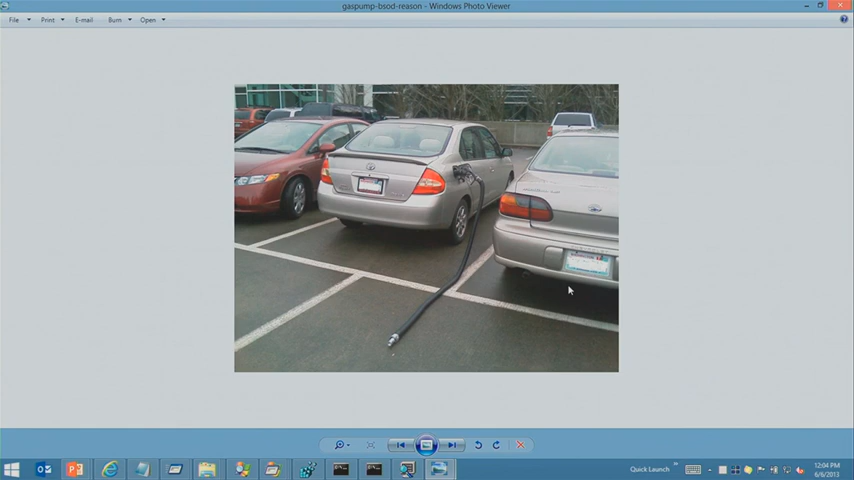 gaspump-bsod-reason - Windows Photo Viewer
File Print E-mail Burn Open
Quick Launch
12:04 PM
6/6/2013